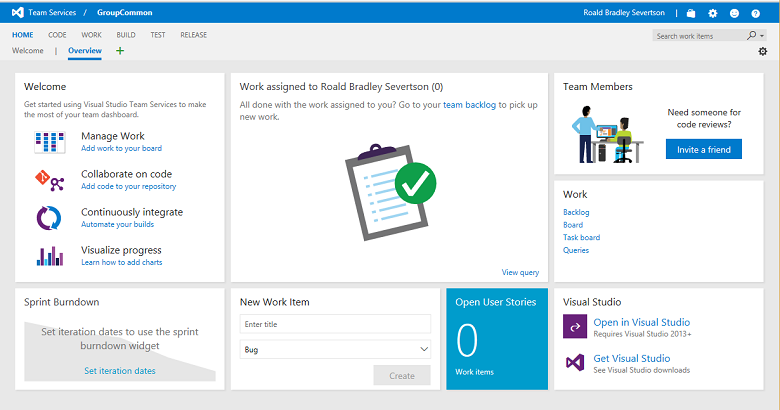 Team Services / GroupCommon
Roald Bradley Severtson
HOME CODE WORK BUILD TEST RELEASE
Search work items
Welcome | Overview +
Welcome
Get started using Visual Studio Team Services to make
the most of your team dashboard.
Manage Work
Add work to your board
Collaborate on code
Add code to your repository
Continuously integrate
Automate your builds
Visualize progress
Learn how to add charts
Work assigned to Roald Bradley Severtson (0)
All done with the work assigned to you? Go to your team backlog to pick up
new work.
View query
Team Members
Need someone for
code reviews?
Invite a friend
Work
Backlog
Board
Task board
Queries
Sprint Burndown
Set iteration dates to use the sprint
burndown widget
Set iteration dates
New Work Item
Enter title
Bug
Create
Open User Stories
0
Work items
Visual Studio
Open in Visual Studio
Requires Visual Studio 2013+
Get Visual Studio
See Visual Studio downloads